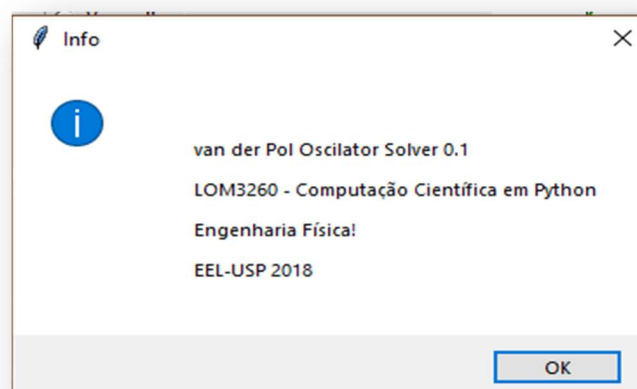 Info
van der Pol Oscilator Solver 0.1
LOM3260 - Computação Científica em Python
Engenharia Física!
EEL-USP 2018
OK